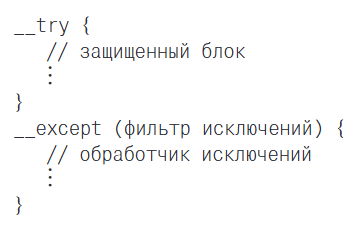 __try {
// защищенный блок
⋮
}
__except (фильтр исключений) {
// обработчик исключений
⋮
}